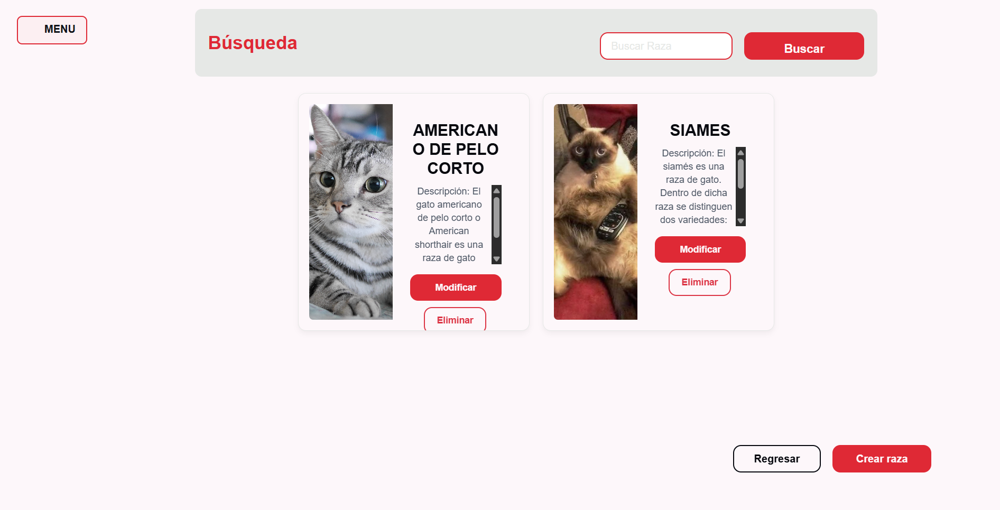 MENU
Búsqueda
Buscar Raza
Buscar
AMERICAN
O DE PELO
CORTO
Descripción: El
gato americano
de pelo corto o
American
shorthair es una
raza de gato
Modificar
Eliminar
SIAMES
Descripción: El
siamés es una
raza de gato.
Dentro de dicha
raza se distinguen
dos variedades:
Modificar
Eliminar
Regresar
Crear raza